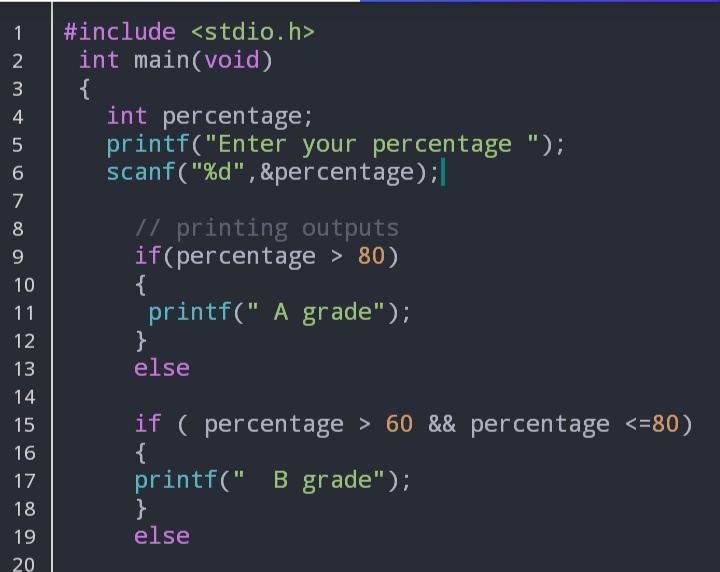 1 #include <stdio.h>
2 int main(void)
3 {
4 int percentage;
5 printf("Enter your percentage ");
6 scanf("%d",&percentage);
7
8 // printing outputs
9 if(percentage > 80)
10 {
11 printf(" A grade");
12 }
13 else
14
15 if ( percentage > 60 && percentage <=80)
16 {
17 printf("  B grade");
18 }
19 else
20